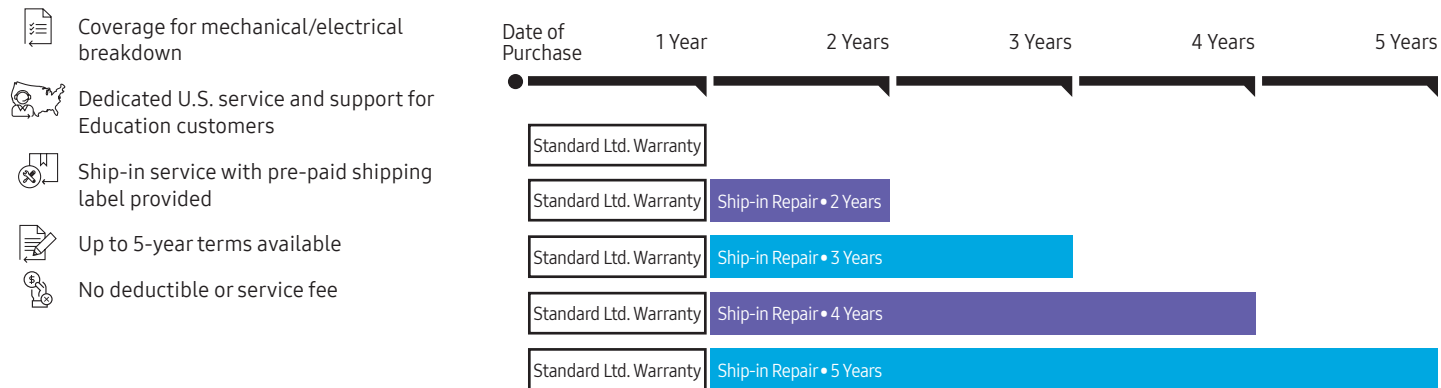 Coverage for mechanical/electrical
breakdown
Dedicated U.S. service and support for
Education customers
Ship-in service with pre-paid shipping
label provided
Up to 5-year terms available
No deductible or service fee
Date of
Purchase
1 Year
2 Years
3 Years
4 Years
5 Years
Standard Ltd. Warranty
Standard Ltd. Warranty
Ship-in Repair • 2 Years
Standard Ltd. Warranty
Ship-in Repair • 3 Years
Standard Ltd. Warranty
Ship-in Repair • 4 Years
Standard Ltd. Warranty
Ship-in Repair • 5 Years